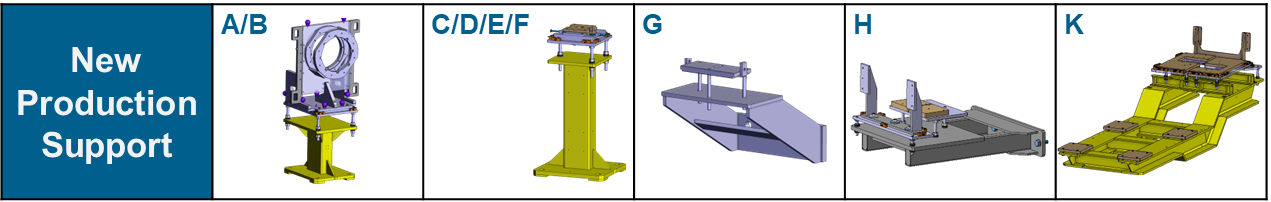 New
Production
Support
A/B
C/D/E/F
G
H
K